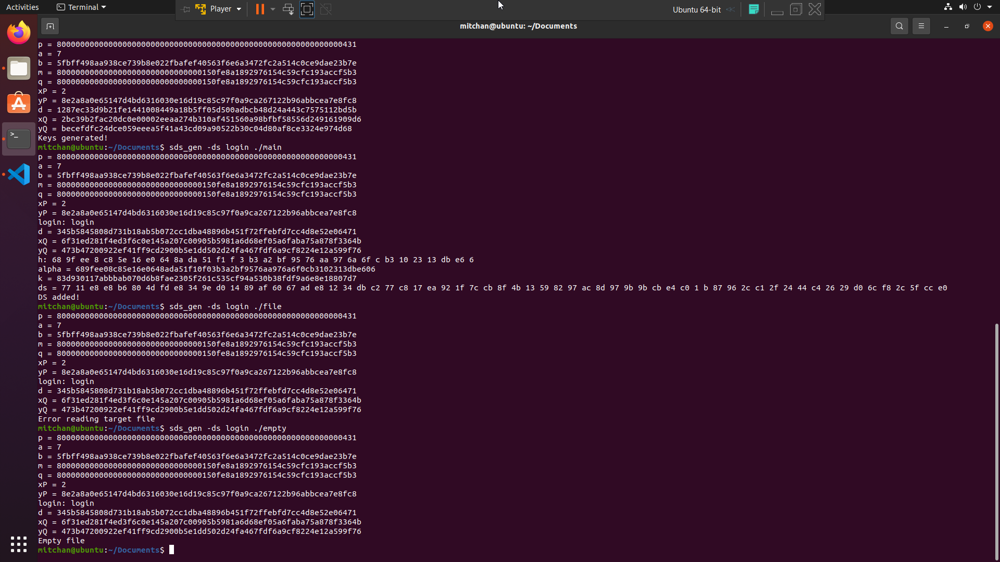 Activities
Terminal
Player
Ubuntu 64-bit
mitchan@ubuntu: ~/Documents
p = 8000000000000000000000000000000000000000000000000000000000000431
a = 7
b = 5fbff498aa938ce739b8e022fbafef40563f6e6a3472fc2a514c0ce9dae23b7e
m = 8000000000000000000000000000000150fe8a1892976154c59cfc193accf5b3
q = 8000000000000000000000000000000150fe8a1892976154c59cfc193accf5b3
xP = 2
yP = 8e2a8a0e65147d4bd6316030e16d19c85c97f0a9ca267122b96abbcea7e8fc8
d = 1287ec33d9b21fe1441008449a18b5ff05d500adbcb48d24a443c7575112bd5b
xQ = 2bc39b2fac20dc0e00002eeaa274b310af451560a98bfbf58556d249161909d6
yQ = becefdfc24dce059eeea5f41a43cd09a90522b30c04d80af8ce3324e974d68
Keys generated!
mitchan@ubuntu:~/Documents$ sds_gen -ds login ./main
p = 8000000000000000000000000000000000000000000000000000000000000431
a = 7
b = 5fbff498aa938ce739b8e022fbafef40563f6e6a3472fc2a514c0ce9dae23b7e
m = 8000000000000000000000000000000150fe8a1892976154c59cfc193accf5b3
q = 8000000000000000000000000000000150fe8a1892976154c59cfc193accf5b3
xP = 2
yP = 8e2a8a0e65147d4bd6316030e16d19c85c97f0a9ca267122b96abbcea7e8fc8
login: login
d = 345b5845808d731b18ab5b072cc1dba48896b451f72ffebfd7cc4d8e52e06471
xQ = 6f31ed281f4ed3f6c0e145a207c00905b5981a6d68ef05a6faba75a878f3364b
yQ = 473b47200922ef41ff9cd2900b5e1dd502d24fa467fdf6a9cf8224e12a599f76
h: 68 9f ee 8 c8 5e 16 e0 64 8a da 51 f1 f 3 b3 a2 bf 95 76 aa 97 6a 6f c b3 10 23 13 db e6 6
alpha = 689fee08c85e16e0648ada51f10f03b3a2bf9576aa976a6f0cb3102313dbe606
k = 83d930117abbbab070d6b8fae2305f261c535cf94a530b38fdf9a6e8e18807d7
ds = 77 11 e8 e8 b6 80 4d fd e8 34 9e d0 14 89 af 60 67 ad e8 12 34 db c2 77 c8 17 ea 92 1f 7c cb 8f 4b 13 59 82 97 ac 8d 97 9b 9b cb e4 c0 1 b 87 96 2c c1 2f 24 44 c4 26 29 d0 6c f8 2c 5f cc e0
DS added!
mitchan@ubuntu:~/Documents$ sds_gen -ds login ./file
p = 8000000000000000000000000000000000000000000000000000000000000431
a = 7
b = 5fbff498aa938ce739b8e022fbafef40563f6e6a3472fc2a514c0ce9dae23b7e
m = 8000000000000000000000000000000150fe8a1892976154c59cfc193accf5b3
q = 8000000000000000000000000000000150fe8a1892976154c59cfc193accf5b3
xP = 2
yP = 8e2a8a0e65147d4bd6316030e16d19c85c97f0a9ca267122b96abbcea7e8fc8
login: login
d = 345b5845808d731b18ab5b072cc1dba48896b451f72ffebfd7cc4d8e52e06471
xQ = 6f31ed281f4ed3f6c0e145a207c00905b5981a6d68ef05a6faba75a878f3364b
yQ = 473b47200922ef41ff9cd2900b5e1dd502d24fa467fdf6a9cf8224e12a599f76
Error reading target file
mitchan@ubuntu:~/Documents$ sds_gen -ds login ./empty
p = 8000000000000000000000000000000000000000000000000000000000000431
a = 7
b = 5fbff498aa938ce739b8e022fbafef40563f6e6a3472fc2a514c0ce9dae23b7e
m = 8000000000000000000000000000000150fe8a1892976154c59cfc193accf5b3
q = 8000000000000000000000000000000150fe8a1892976154c59cfc193accf5b3
xP = 2
yP = 8e2a8a0e65147d4bd6316030e16d19c85c97f0a9ca267122b96abbcea7e8fc8
login: login
d = 345b5845808d731b18ab5b072cc1dba48896b451f72ffebfd7cc4d8e52e06471
xQ = 6f31ed281f4ed3f6c0e145a207c00905b5981a6d68ef05a6faba75a878f3364b
yQ = 473b47200922ef41ff9cd2900b5e1dd502d24fa467fdf6a9cf8224e12a599f76
Empty file
mitchan@ubuntu:~/Documents$